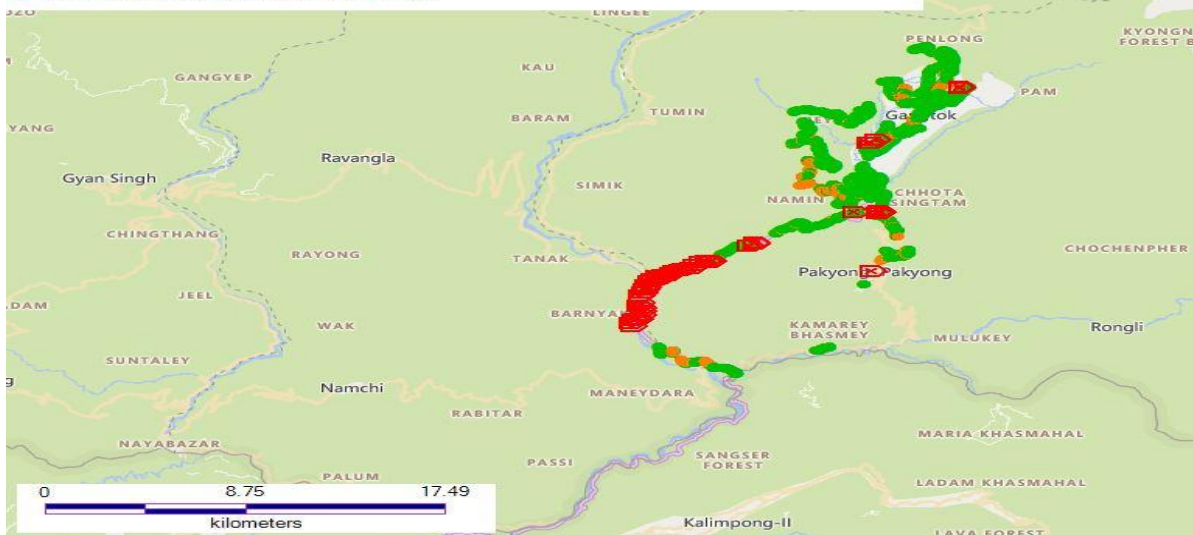 LINGEE
PENLONG
KYONGN
FOREST B
KAU
GANGYEP
PAM
BARAM
TUMIN
YANG
Ravangla
Gyan Singh
SIMIK
CHHOTA
SINGTAM
NAMIN
CHINGTHANG
RAYONG
TANAK
CHOCHENPHER
Pakyong
Pakyong
JEEL
ADAM
WAK
KAMAREY
BHASMEY
Rongli
MULUKEY
SUNTALEY
Namchi
MANEYDARA
RABITAR
NAYABAZAR
MARIA KHASMAHAL
PASSI
SANGSER
FOREST
PALUM
LADAM KHASMAHAL
0 8.75 17.49
kilometers
Kalimpong-II
LAVA FOREST